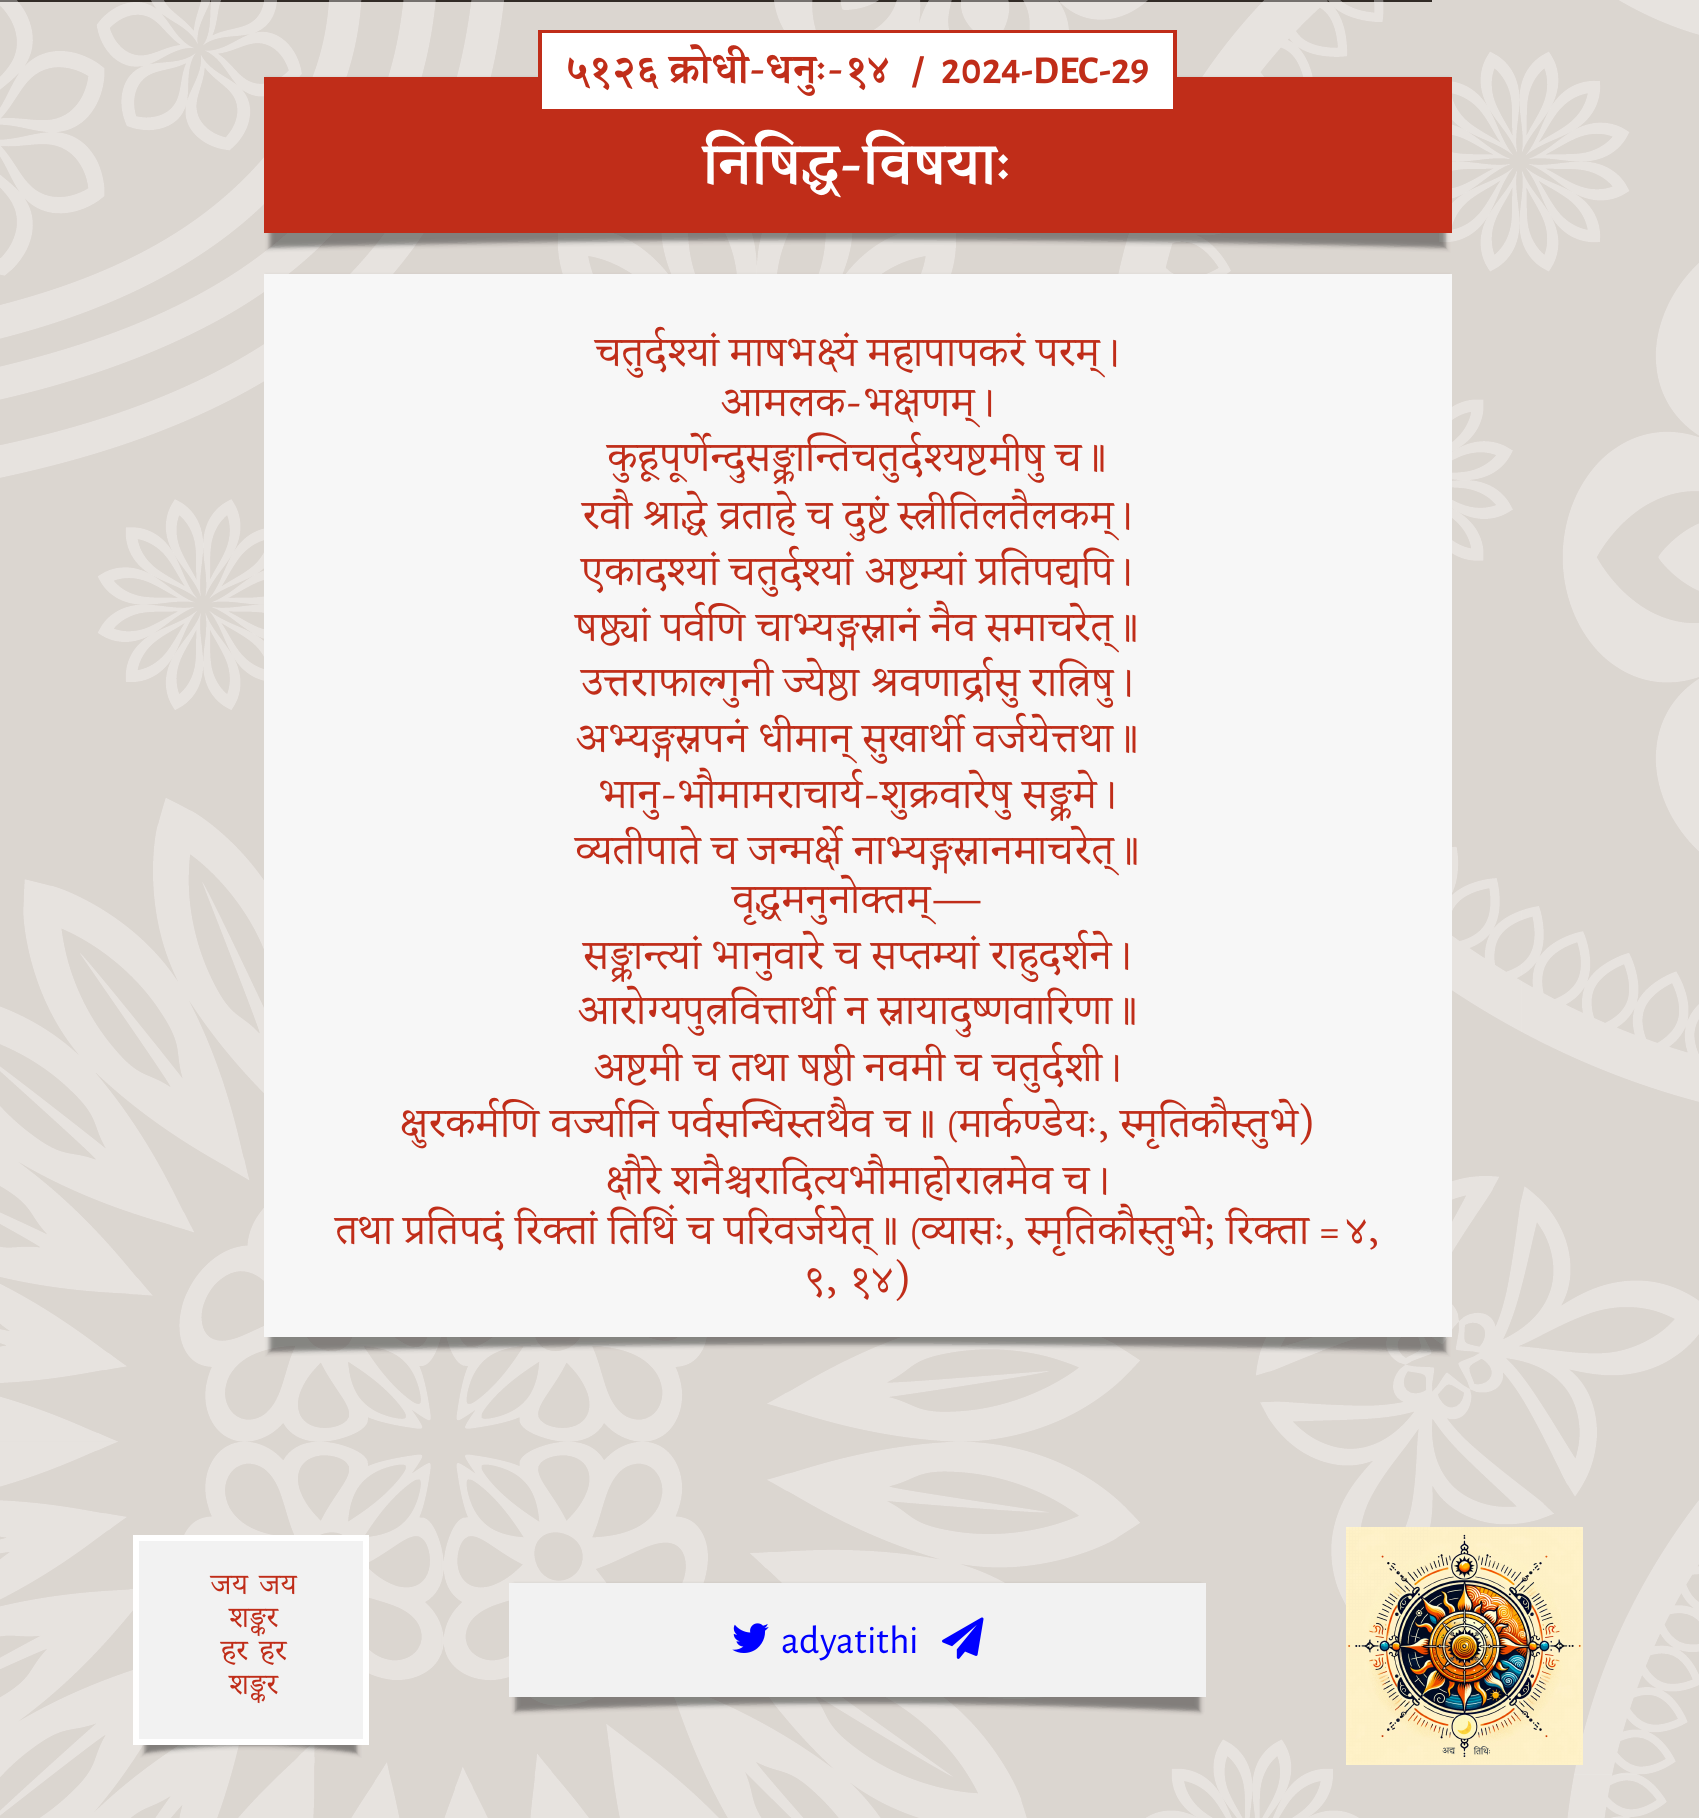 ५१२६ क्रोधी-धनुः-१४ / 2024-DEC-29
निषिद्ध-विषयाः
चतुर्दश्यां माषभक्ष्यं महापापकरं परम्।
आमलक-भक्षणम्।
कुहूपूर्णेन्दुसङ्क्रान्तिचतुर्दश्यष्टमीषु च॥
रवौ श्राद्धे व्रताहे च दुष्टं स्त्रीतिलतैलकम्।
एकादश्यां चतुर्दश्यां अष्टम्यां प्रतिपद्यपि।
षष्ठ्यां पर्वणि चाभ्यङ्गस्नानं नैव समाचरेत्॥
उत्तराफाल्गुनी ज्येष्ठा श्रवणार्द्रासु रात्रिषु।
अभ्यङ्गस्नपनं धीमान् सुखार्थी वर्जयेत्तथा॥
भानु-भौमामराचार्य-शुक्रवारेषु सङ्क्रमे।
व्यतीपाते च जन्मर्क्षे नाभ्यङ्गस्नानमाचरेत्॥
वृद्धमनुनोक्तम्—
सङ्क्रान्त्यां भानुवारे च सप्तम्यां राहुदर्शने।
आरोग्यपुत्रवित्तार्थी न स्नायादुष्णवारिणा॥
अष्टमी च तथा षष्ठी नवमी च चतुर्दशी।
क्षुरकर्मणि वर्ज्यानि पर्वसन्धिस्तथैव च॥ (मार्कण्डेयः, स्मृतिकौस्तुभे)
क्षौरे शनैश्चरादित्यभौमाहोरात्रमेव च।
तथा प्रतिपदं रिक्तां तिथिं च परिवर्जयेत्॥ (व्यासः, स्मृतिकौस्तुभे; रिक्ता = ४,
९, १४)
जय जय
शङ्कर
हर हर
शङ्कर
adyatithi
अद्य तिथिः